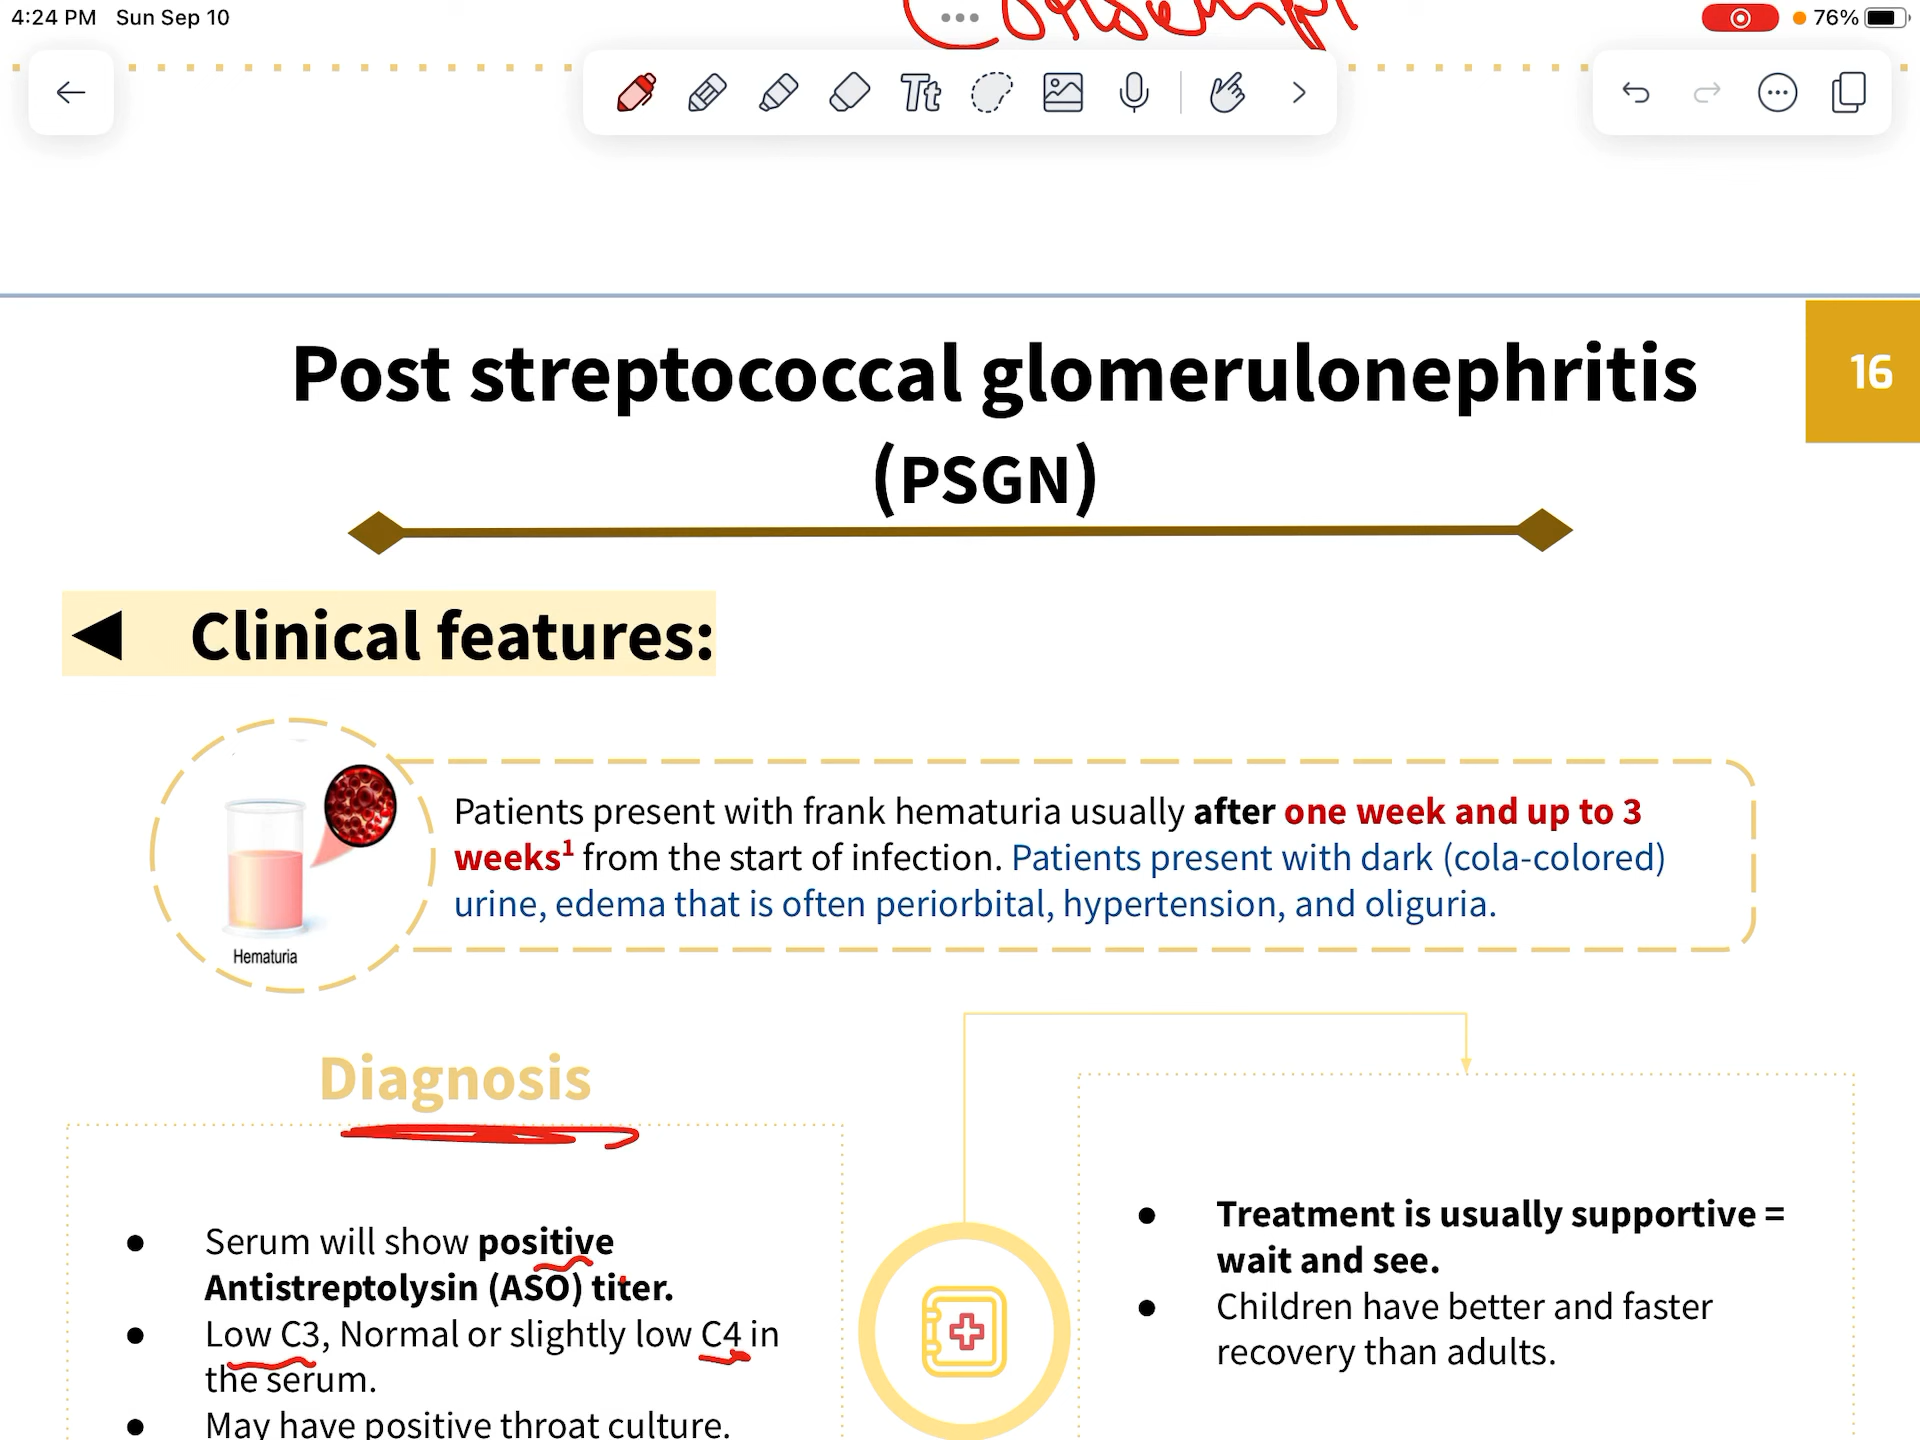 4:24 PM Sun Sep 10
76%
Tt
Post streptococcal glomerulonephritis
(PSGN)
16
Clinical features:
Patients present with frank hematuria usually after one week and up to 3
weeks¹ from the start of infection. Patients present with dark (cola-colored)
urine, edema that is often periorbital, hypertension, and oliguria.
Hematuria
Diagnosis
● Serum will show positive
Antistreptolysin (ASO) titer.
● Low C3, Normal or slightly low C4 in
the serum.
● May have positive throat culture.
● Treatment is usually supportive =
wait and see.
● Children have better and faster
recovery than adults.